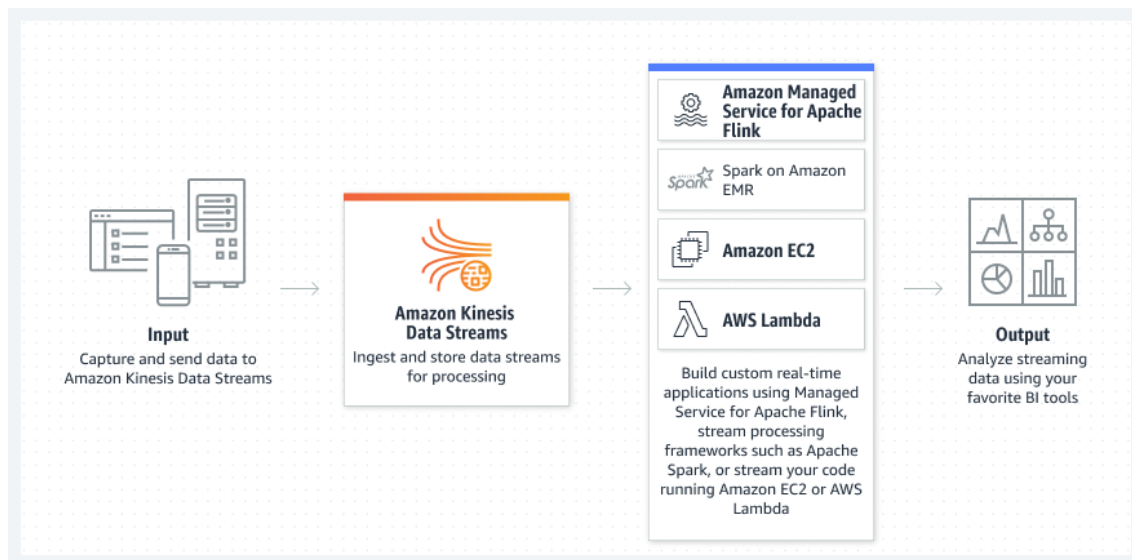 Input
Capture and send data to
Amazon Kinesis Data Streams
Amazon Kinesis
Data Streams
Ingest and store data streams
for processing
Amazon Managed
Service for Apache
Flink
APACHE
Spark
Spark on Amazon
EMR
Amazon EC2
AWS Lambda
Build custom real-time
applications using Managed
Service for Apache Flink,
stream processing
frameworks such as Apache
Spark, or stream your code
running Amazon EC2 or AWS
Lambda
Output
Analyze streaming
data using your
favorite BI tools